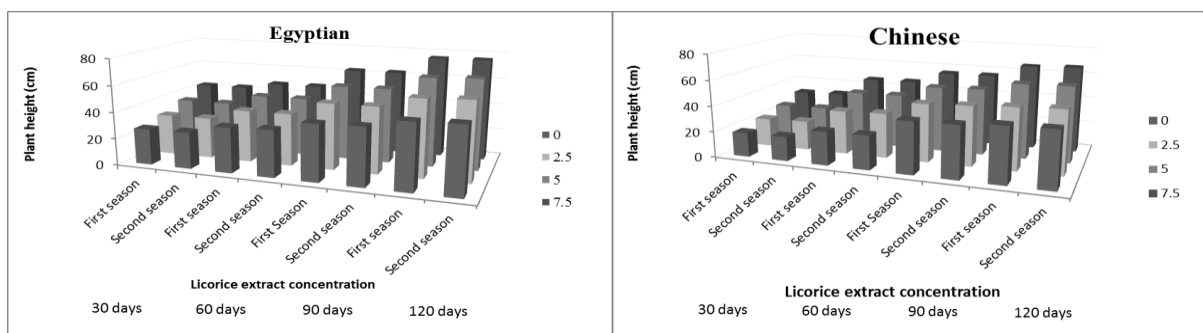 Egyptian
Plant height (cm)
80
60
40
20
0
First season
Second season
First season
Second season
First Season
Second season
First season
Second season
0
2.5
5
7.5
Licorice extract concentration
30 days 60 days 90 days 120 days
Chinese
Plant height (cm)
80
60
40
20
0
First season
Second season
First season
Second season
First season
Second season
First season
Second season
0
2.5
5
7.5
Licorice extract concentration
30 days 60 days 90 days 120 days